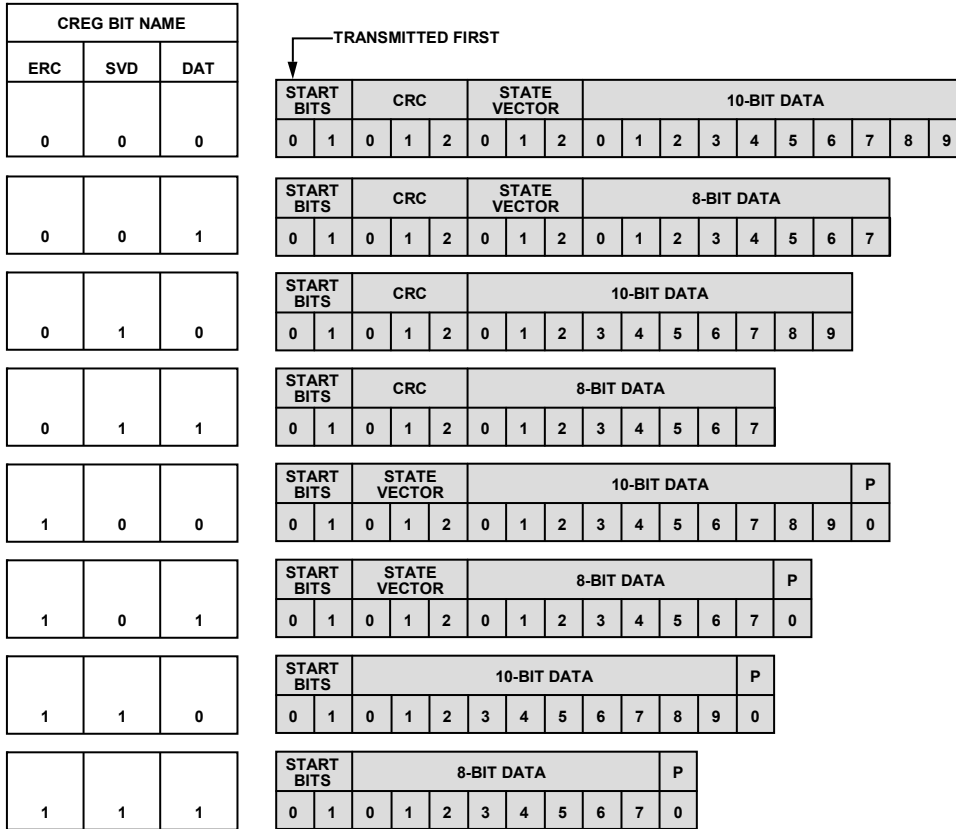 CREG BIT NAME
ERC SVD DAT
TRANSMITTED FIRST
START BITS CRC STATE VECTOR 10-BIT DATA
0 0 0 0 1 0 1 2 0 1 2 0 1 2 3 4 5 6 7 8 9
START BITS CRC STATE VECTOR 8-BIT DATA
0 0 1 0 1 0 1 2 0 1 2 0 1 2 3 4 5 6 7
START BITS CRC 10-BIT DATA
0 1 0 0 1 0 1 2 0 1 2 3 4 5 6 7 8 9
START BITS CRC 8-BIT DATA
0 1 1 0 1 0 1 2 0 1 2 3 4 5 6 7
START BITS STATE VECTOR 10-BIT DATA P
1 0 0 0 1 0 1 2 0 1 2 3 4 5 6 7 8 9 0
START BITS STATE VECTOR 8-BIT DATA P
1 0 1 0 1 0 1 2 0 1 2 3 4 5 6 7 0
START BITS 10-BIT DATA P
1 1 0 0 1 0 1 2 3 4 5 6 7 8 9 0
START BITS 8-BIT DATA P
1 1 1 0 1 0 1 2 3 4 5 6 7 0